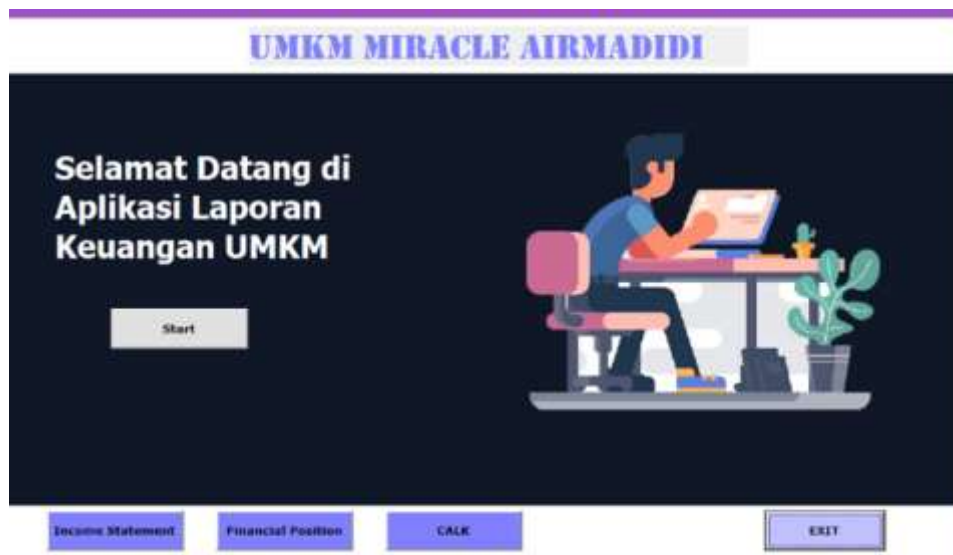 UMKM MIRACLE AIRMADIDI
Selamat Datang di
Aplikasi Laporan
Keuangan UMKM
Start
Income Statement
Financial Position
CALK
EXIT